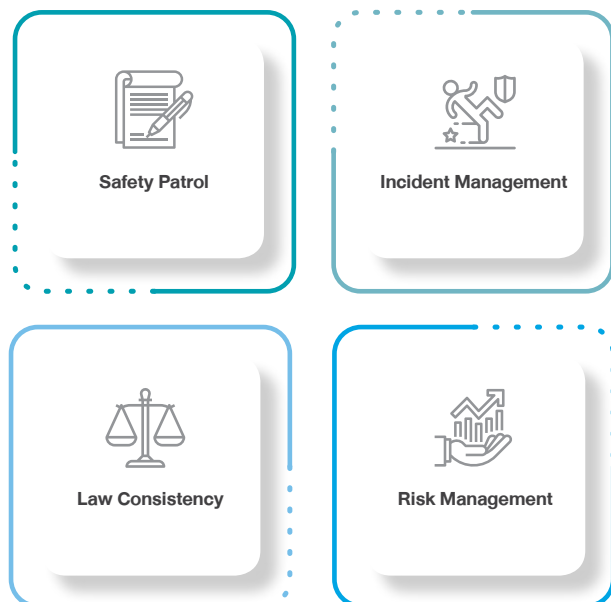 Safety Patrol
Incident Management
Law Consistency
Risk Management